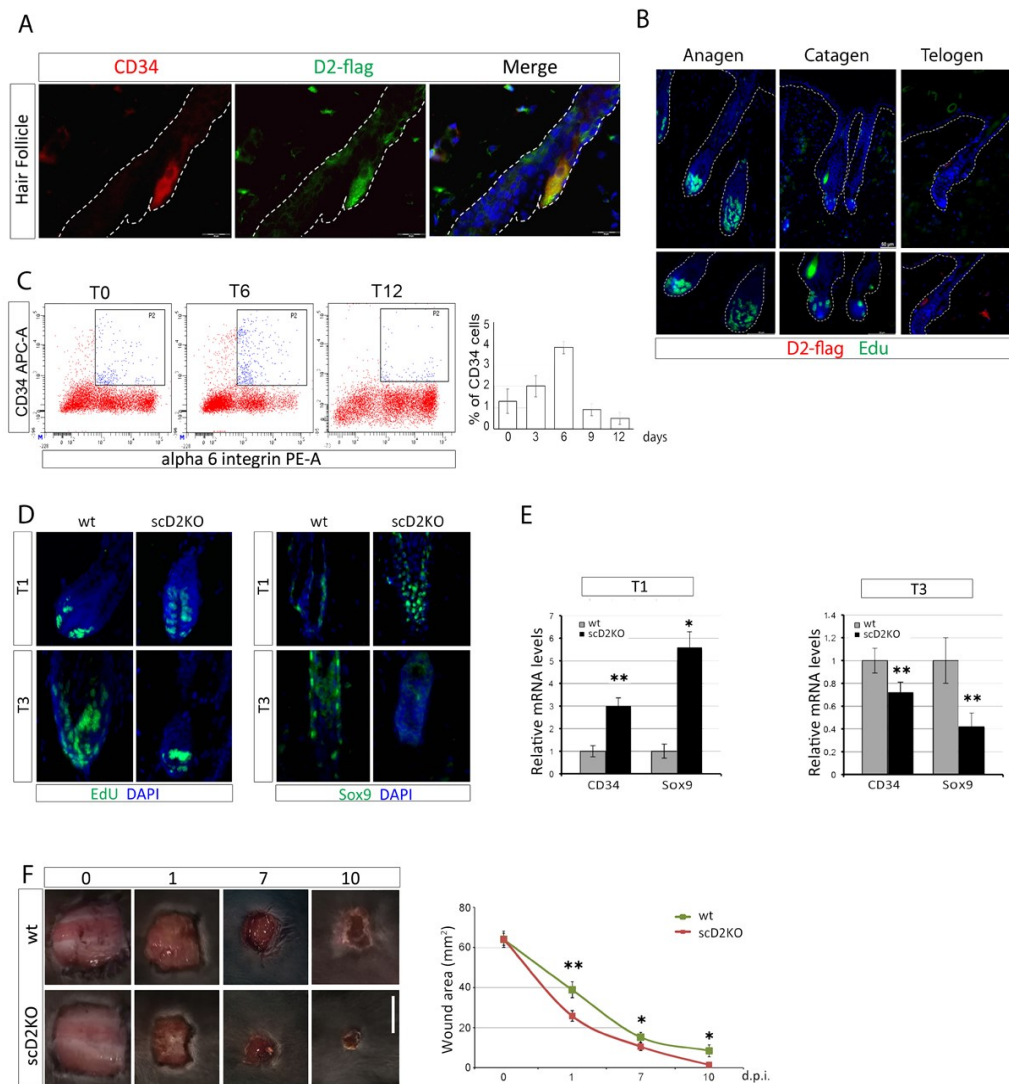 A
CD34
D2-flag
Merge
Hair Follicle
B
Anagen
Catagen
Telogen
50 µm
D2-flag Edu
C
T0
T6
T12
CD34 APC-A
P2
P2
P2
alpha 6 integrin PE-A
% of CD34 cells
5
4
3
2
1
0
0 3 6 9 12 days
D
wt
scD2KO
wt
scD2KO
T1
T3
T1
T3
EdU DAPI
Sox9 DAPI
E
T1
Relative mRNA levels
7
6
5
4
3
2
1
0
wt
scD2KO
**
*
CD34
Sox9
T3
Relative mRNA levels
1.4
1.2
1
0.8
0.6
0.4
0.2
0
wt
scD2KO
**
**
CD34
Sox9
F
0
1
7
10
wt
scD2KO
Wound area (mm²)
80
60
40
20
0
wt
scD2KO
**
*
*
0 1 7 10 d.p.i.